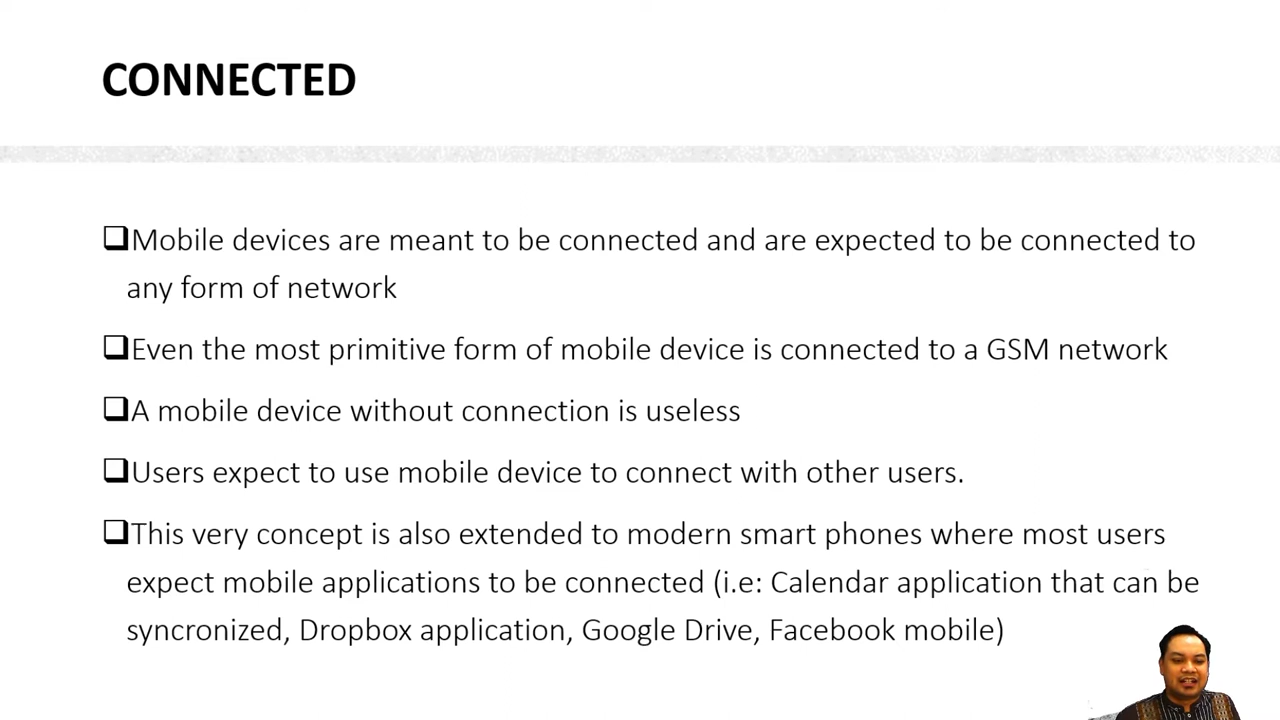 CONNECTED
Mobile devices are meant to be connected and are expected to be connected to
any form of network
Even the most primitive form of mobile device is connected to a GSM network
A mobile device without connection is useless
Users expect to use mobile device to connect with other users.
This very concept is also extended to modern smart phones where most users
expect mobile applications to be connected (i.e: Calendar application that can be
syncronized, Dropbox application, Google Drive, Facebook mobile)